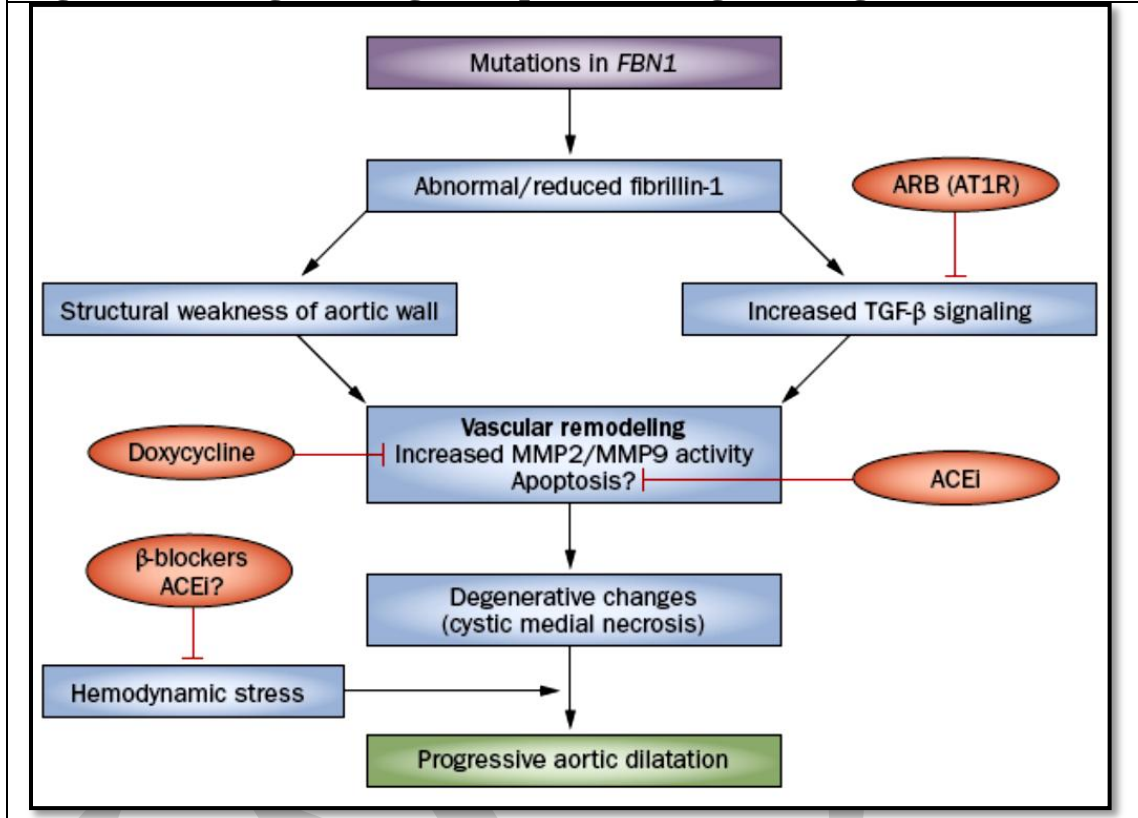 Mutations in FBN1
Abnormal/reduced fibrillin-1
ARB (AT1R)
Structural weakness of aortic wall
Increased TGF-β signaling
Vascular remodeling
Increased MMP2/MMP9 activity
Apoptosis?
Doxycycline
ACEi
β-blockers
ACEi?
Degenerative changes
(cystic medial necrosis)
Hemodynamic stress
Progressive aortic dilatation